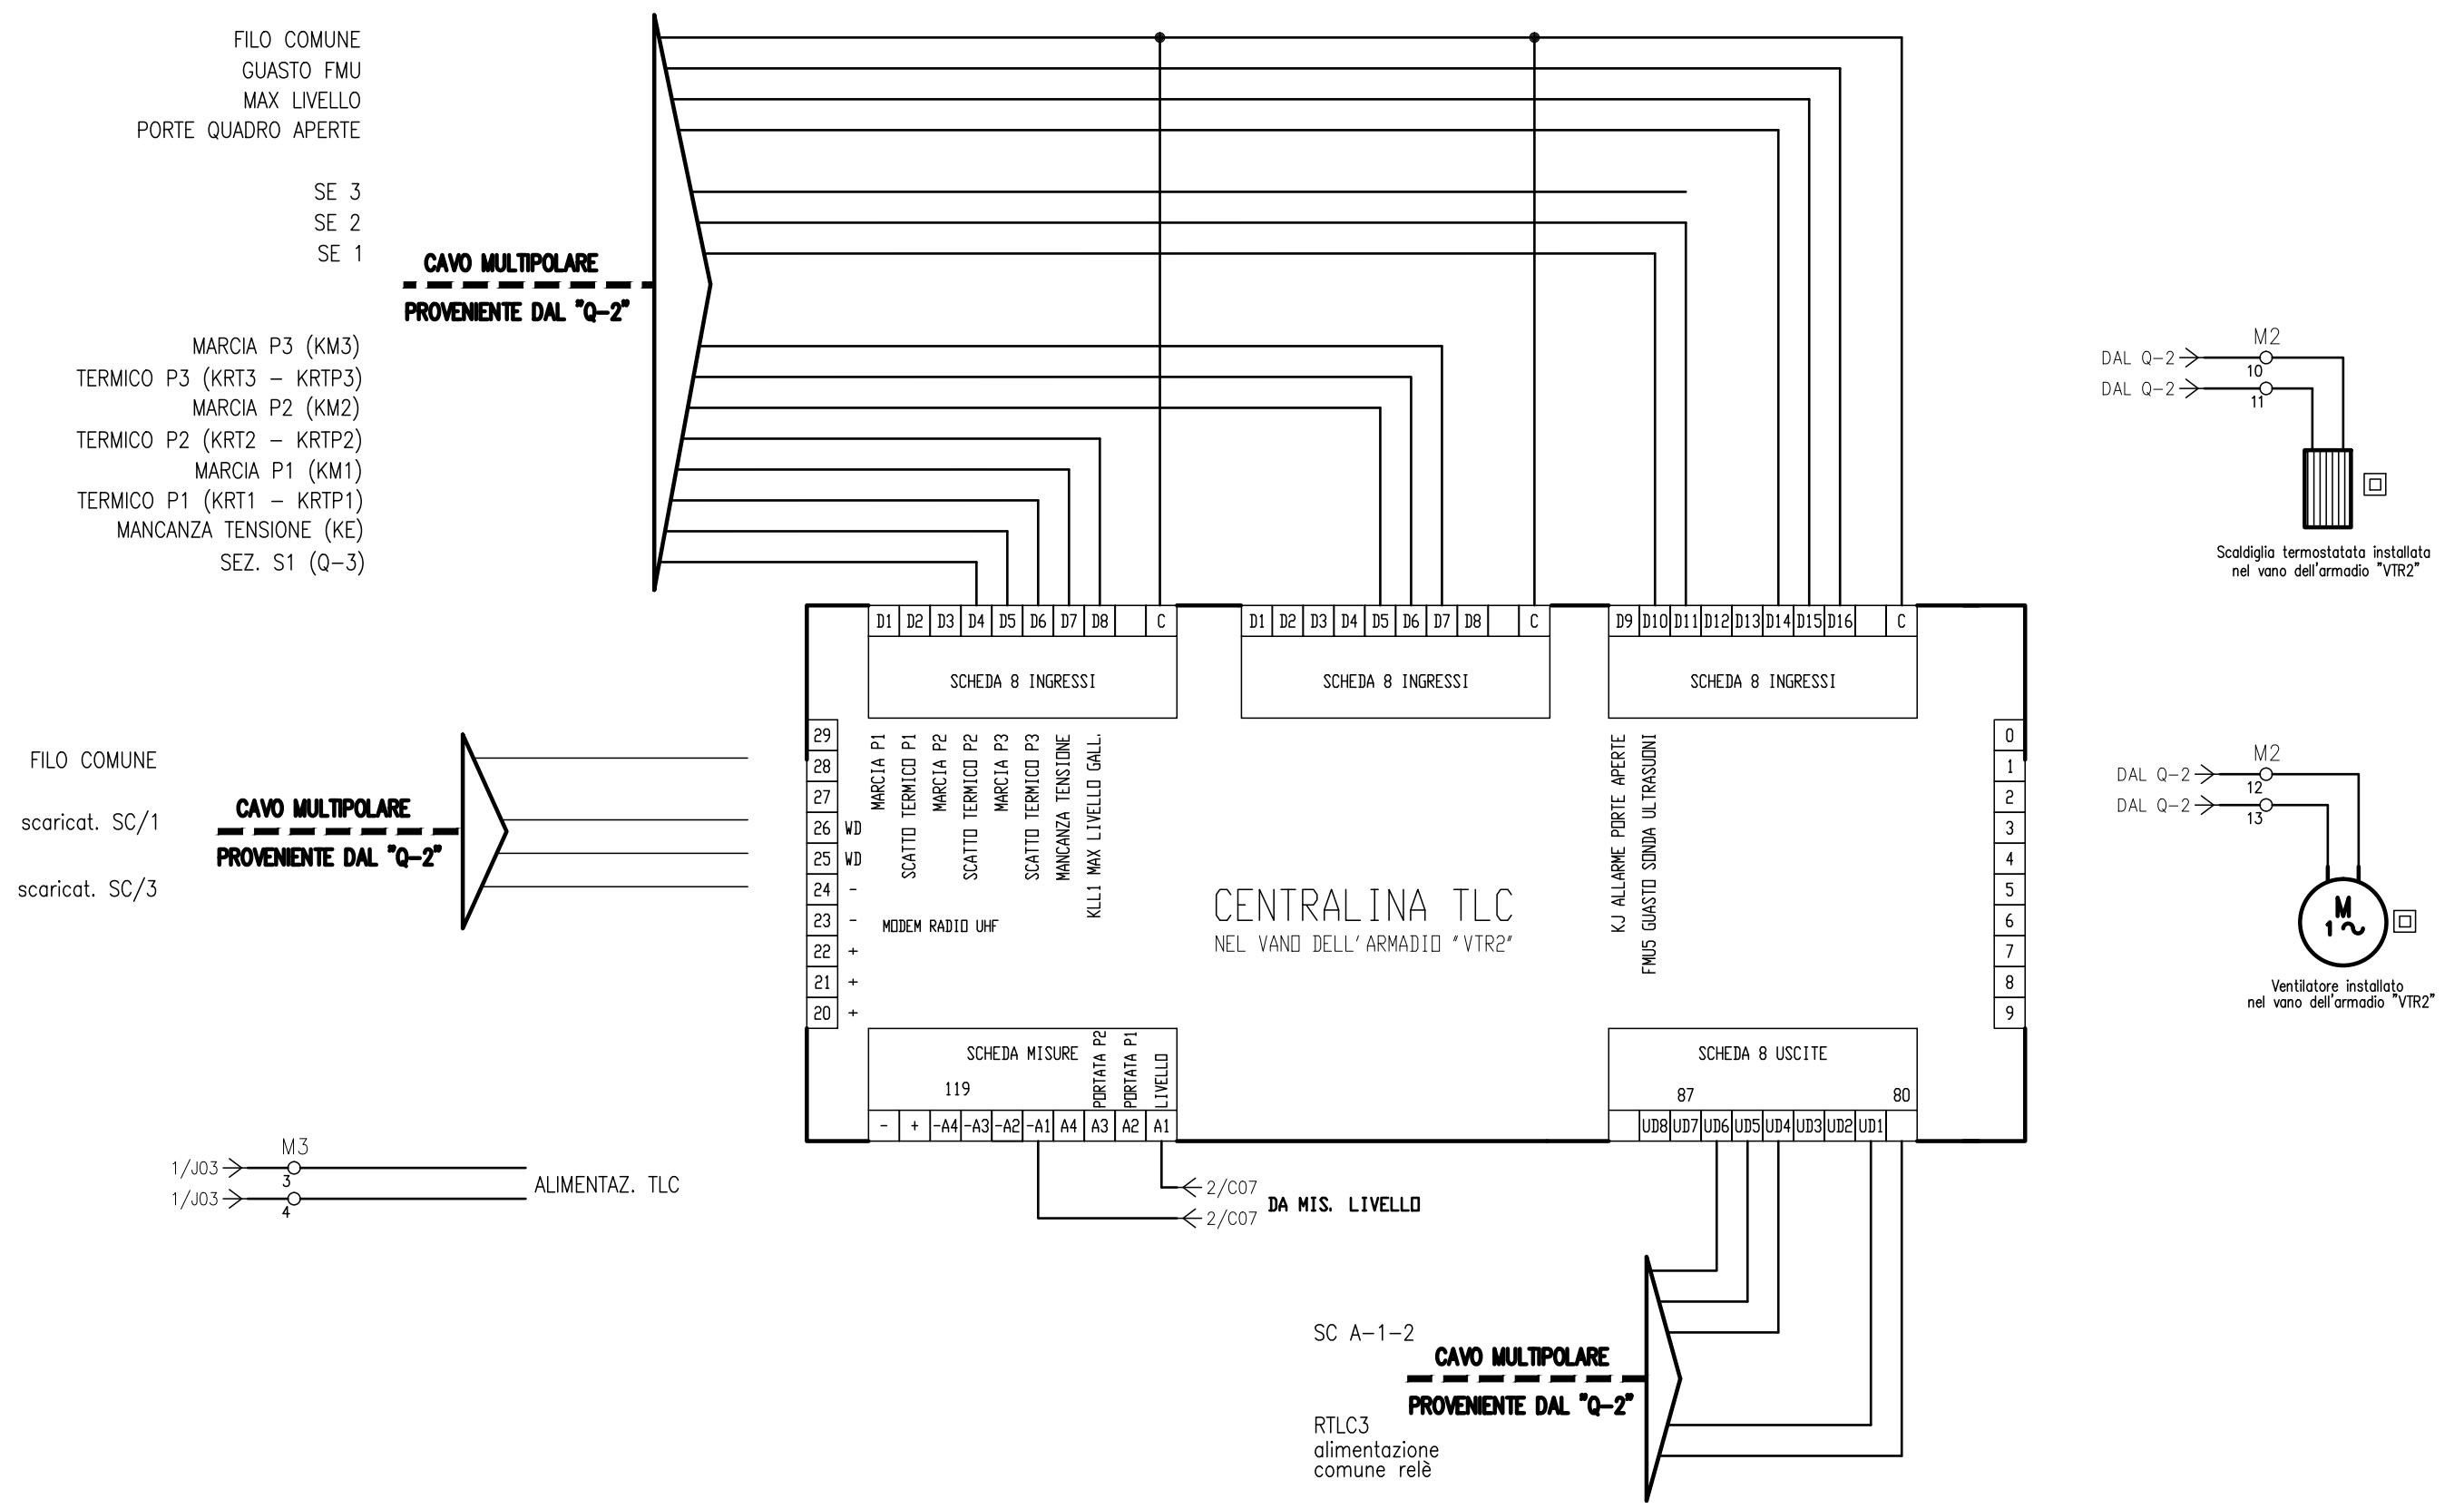 FILO COMUNE
GUASTO FMU
MAX LIVELLO
PORTE QUADRO APERTE
SE 3
SE 2
SE 1
CAVO MULTIPOLARE
PROVENIENTE DAL "Q-2"
MARCIA P3 (KM3)
TERMICO P3 (KRT3 - KRTP3)
MARCIA P2 (KM2)
TERMICO P2 (KRT2 - KRTP2)
MARCIA P1 (KM1)
TERMICO P1 (KRT1 - KRTP1)
MANCANZA TENSIONE (KE)
SEZ. S1 (Q-3)
M2
DAL Q-2
10
DAL Q-2
11
Scaldiglia termostatata installata
nel vano dell'armadio "VTR2"
D1 D2 D3 D4 D5 D6 D7 D8 C
SCHEDA 8 INGRESSI
D1 D2 D3 D4 D5 D6 D7 D8 C
SCHEDA 8 INGRESSI
D9 D10 D11 D12 D13 D14 D15 D16 C
SCHEDA 8 INGRESSI
FILO COMUNE
scaricat. SC/1
CAVO MULTIPOLARE
PROVENIENTE DAL "Q-2"
scaricat. SC/3
29
28
27
26 WD
25 WD
24 -
23 -
22 +
21 +
20 +
MARCIA P1
SCATTO TERMICO P1
MARCIA P2
SCATTO TERMICO P2
MARCIA P3
SCATTO TERMICO P3
MANCANZA TENSIONE
KLL1 MAX LIVELLO GALL.
MODEM RADIO UHF
CENTRALINA TLC
NEL VANO DELL'ARMADIO "VTR2"
KJ ALLARME PORTE APERTE
FMU5 GUASTO SONDA ULTRASUONI
0
1
2
3
4
5
6
7
8
9
M2
DAL Q-2
12
DAL Q-2
13
M
1~
Ventilatore installato
nel vano dell'armadio "VTR2"
SCHEDA MISURE
119
PORTATA P2
PORTATA P1
LIVELLO
- + -A4 -A3 -A2 -A1 A4 A3 A2 A1
SCHEDA 8 USCITE
87 80
UD8 UD7 UD6 UD5 UD4 UD3 UD2 UD1
M3
1/J03
3
1/J03
4
ALIMENTAZ. TLC
2/C07
2/C07
DA MIS. LIVELLO
SC A-1-2
CAVO MULTIPOLARE
PROVENIENTE DAL "Q-2"
RTLC3
alimentazione
comune relè